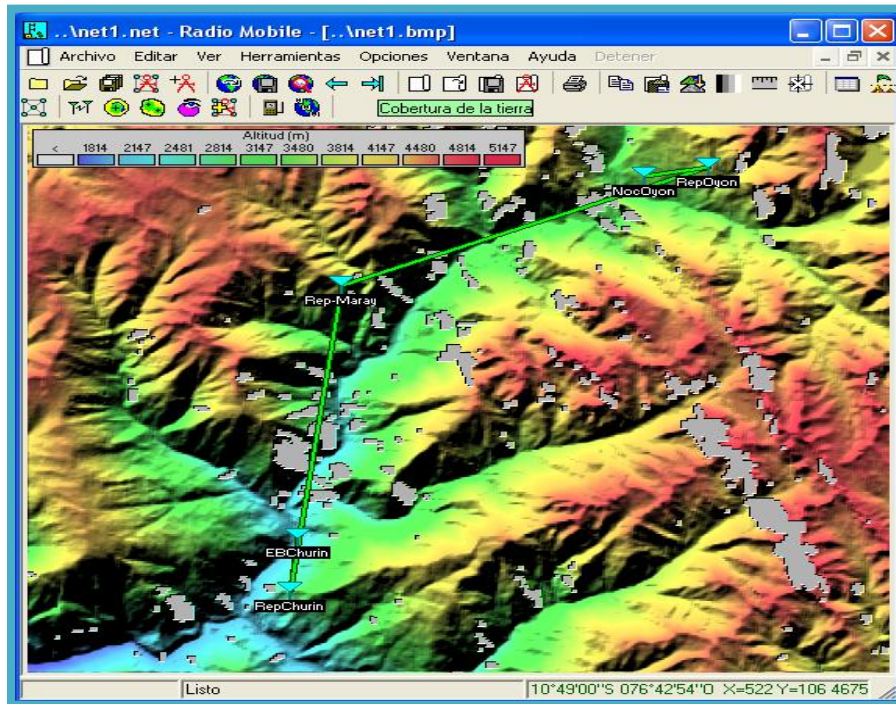 ..\net1.net - Radio Mobile - [..\net1.bmp]
Archivo Editar Ver Herramientas Opciones Ventana Ayuda Detener
Cobertura de la tierra
Altitud (m)
< 1814 2147 2481 2814 3147 3480 3814 4147 4480 4814 5147
NocOyon
RepOyon
Rep-Maray
EBChurin
RepChurin
Listo
10°49'00''S 076°42'54''O X=522 Y=106 4675